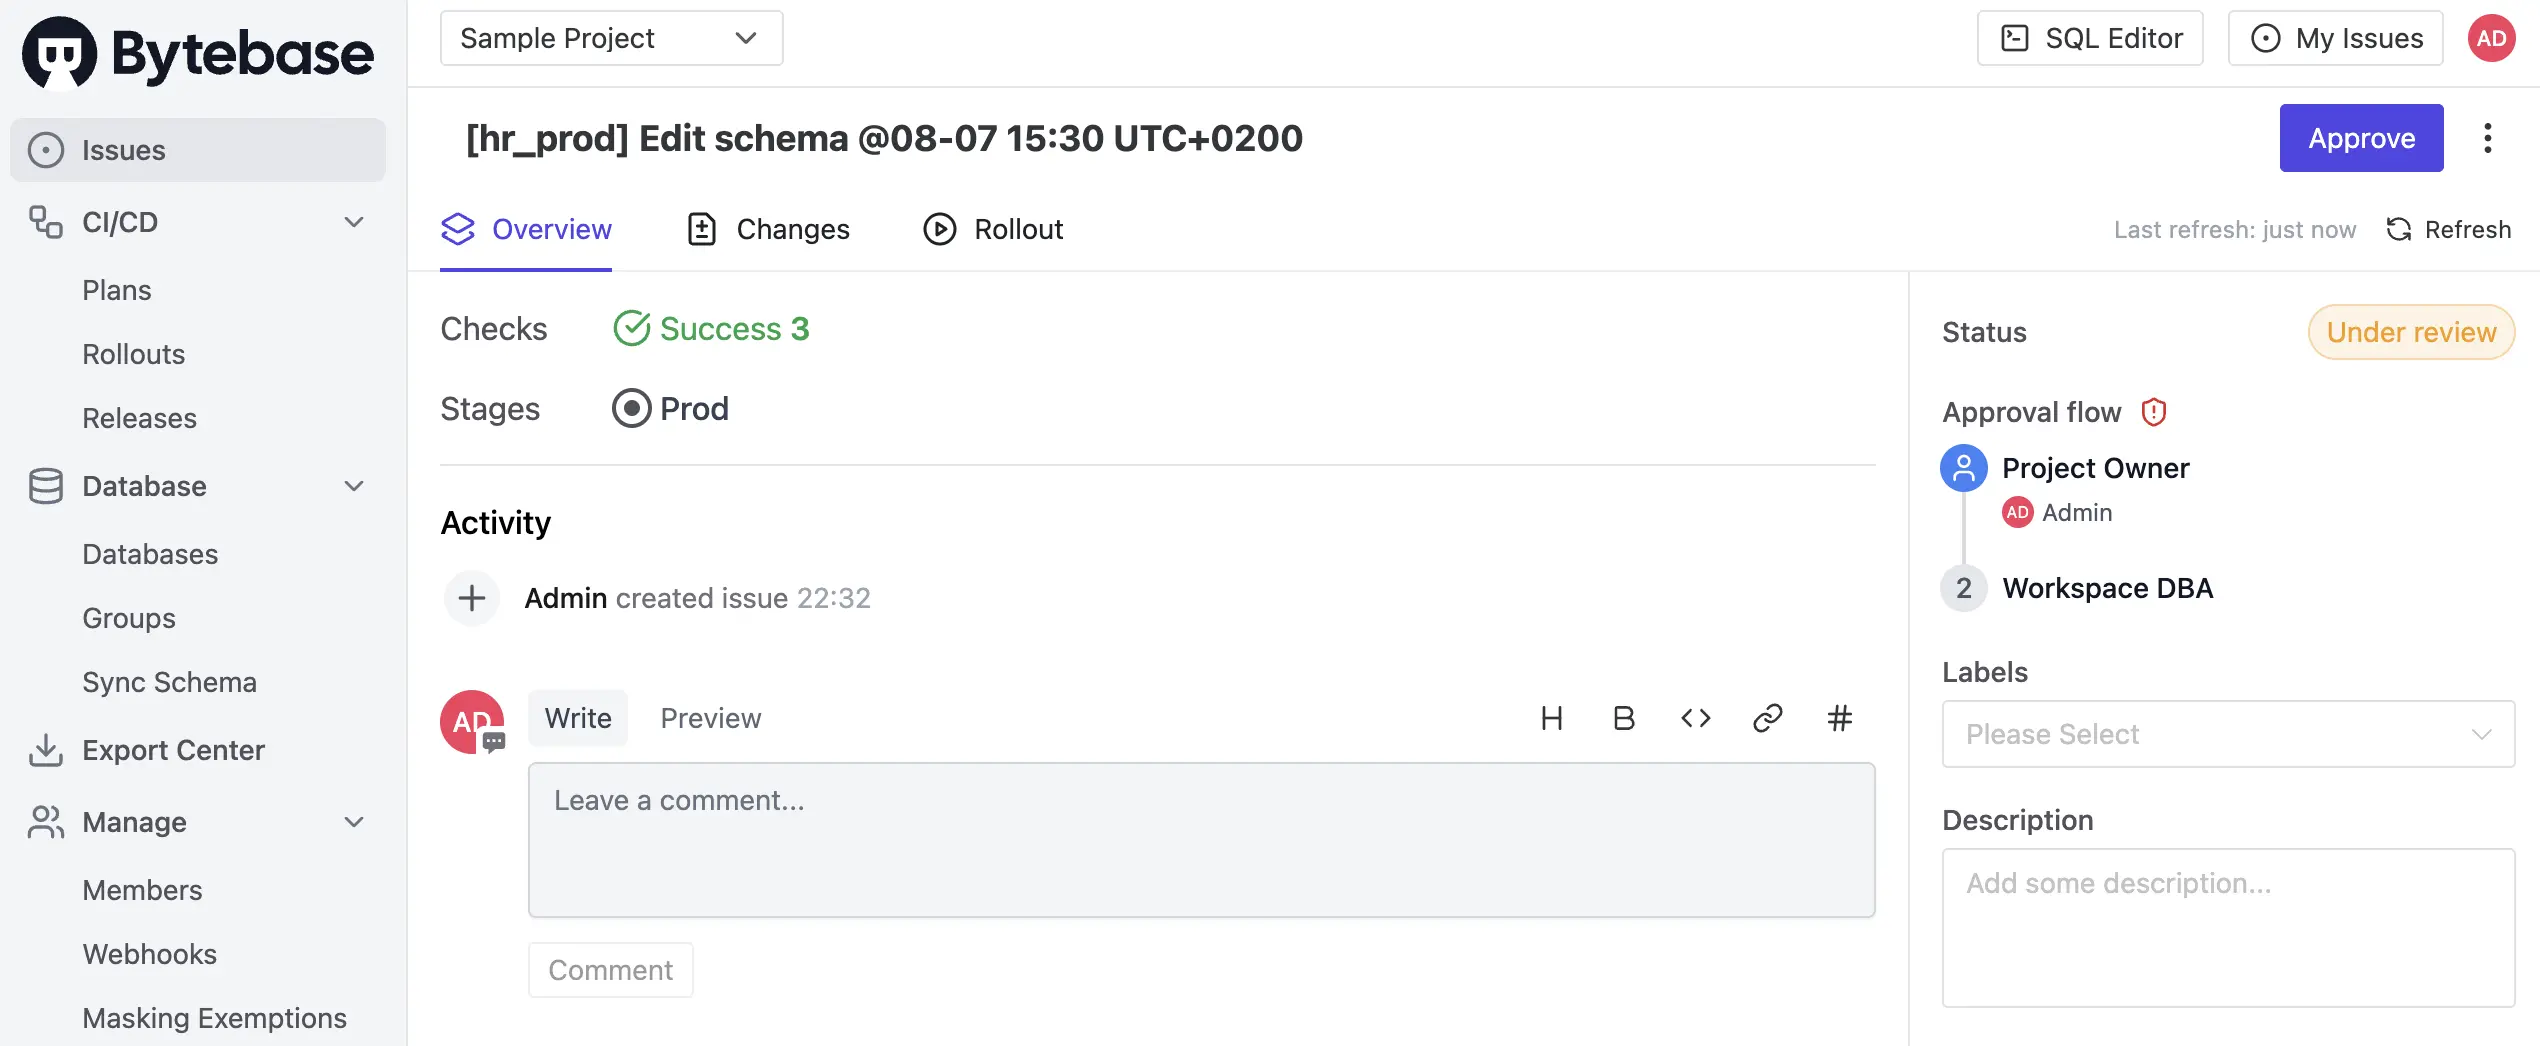 Bytebase
Issues
CI/CD
Plans
Rollouts
Releases
Database
Databases
Groups
Sync Schema
Export Center
Manage
Members
Webhooks
Masking Exemptions
Sample Project
SQL Editor
My Issues
AD
[hr_prod] Edit schema @08-07 15:30 UTC+0200
Approve
Overview
Changes
Rollout
Last refresh: just now
Refresh
Checks
Success 3
Stages
Prod
Activity
Admin created issue 22:32
AD
Write
Preview
H
B
<>
#
Leave a comment...
Comment
Status
Under review
Approval flow
Project Owner
AD Admin
2 Workspace DBA
Labels
Please Select
Description
Add some description...